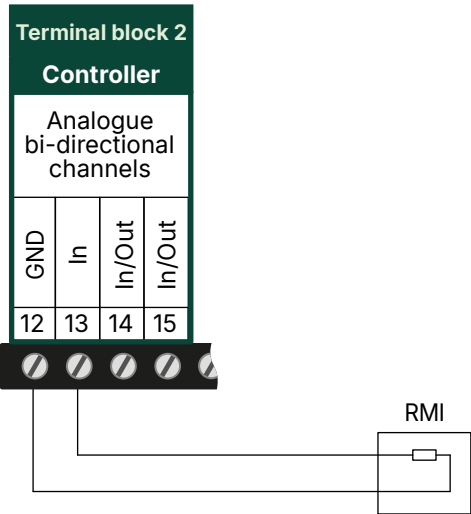 Terminal block 2
Controller
Analogue
bi-directional
channels
GND
In
In/Out
In/Out
12 13 14 15
RMI